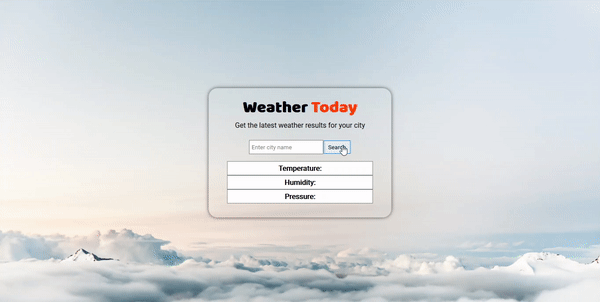 Weather Today
Get the latest weather results for your city
Enter city name Search
Temperature:
Humidity:
Pressure: